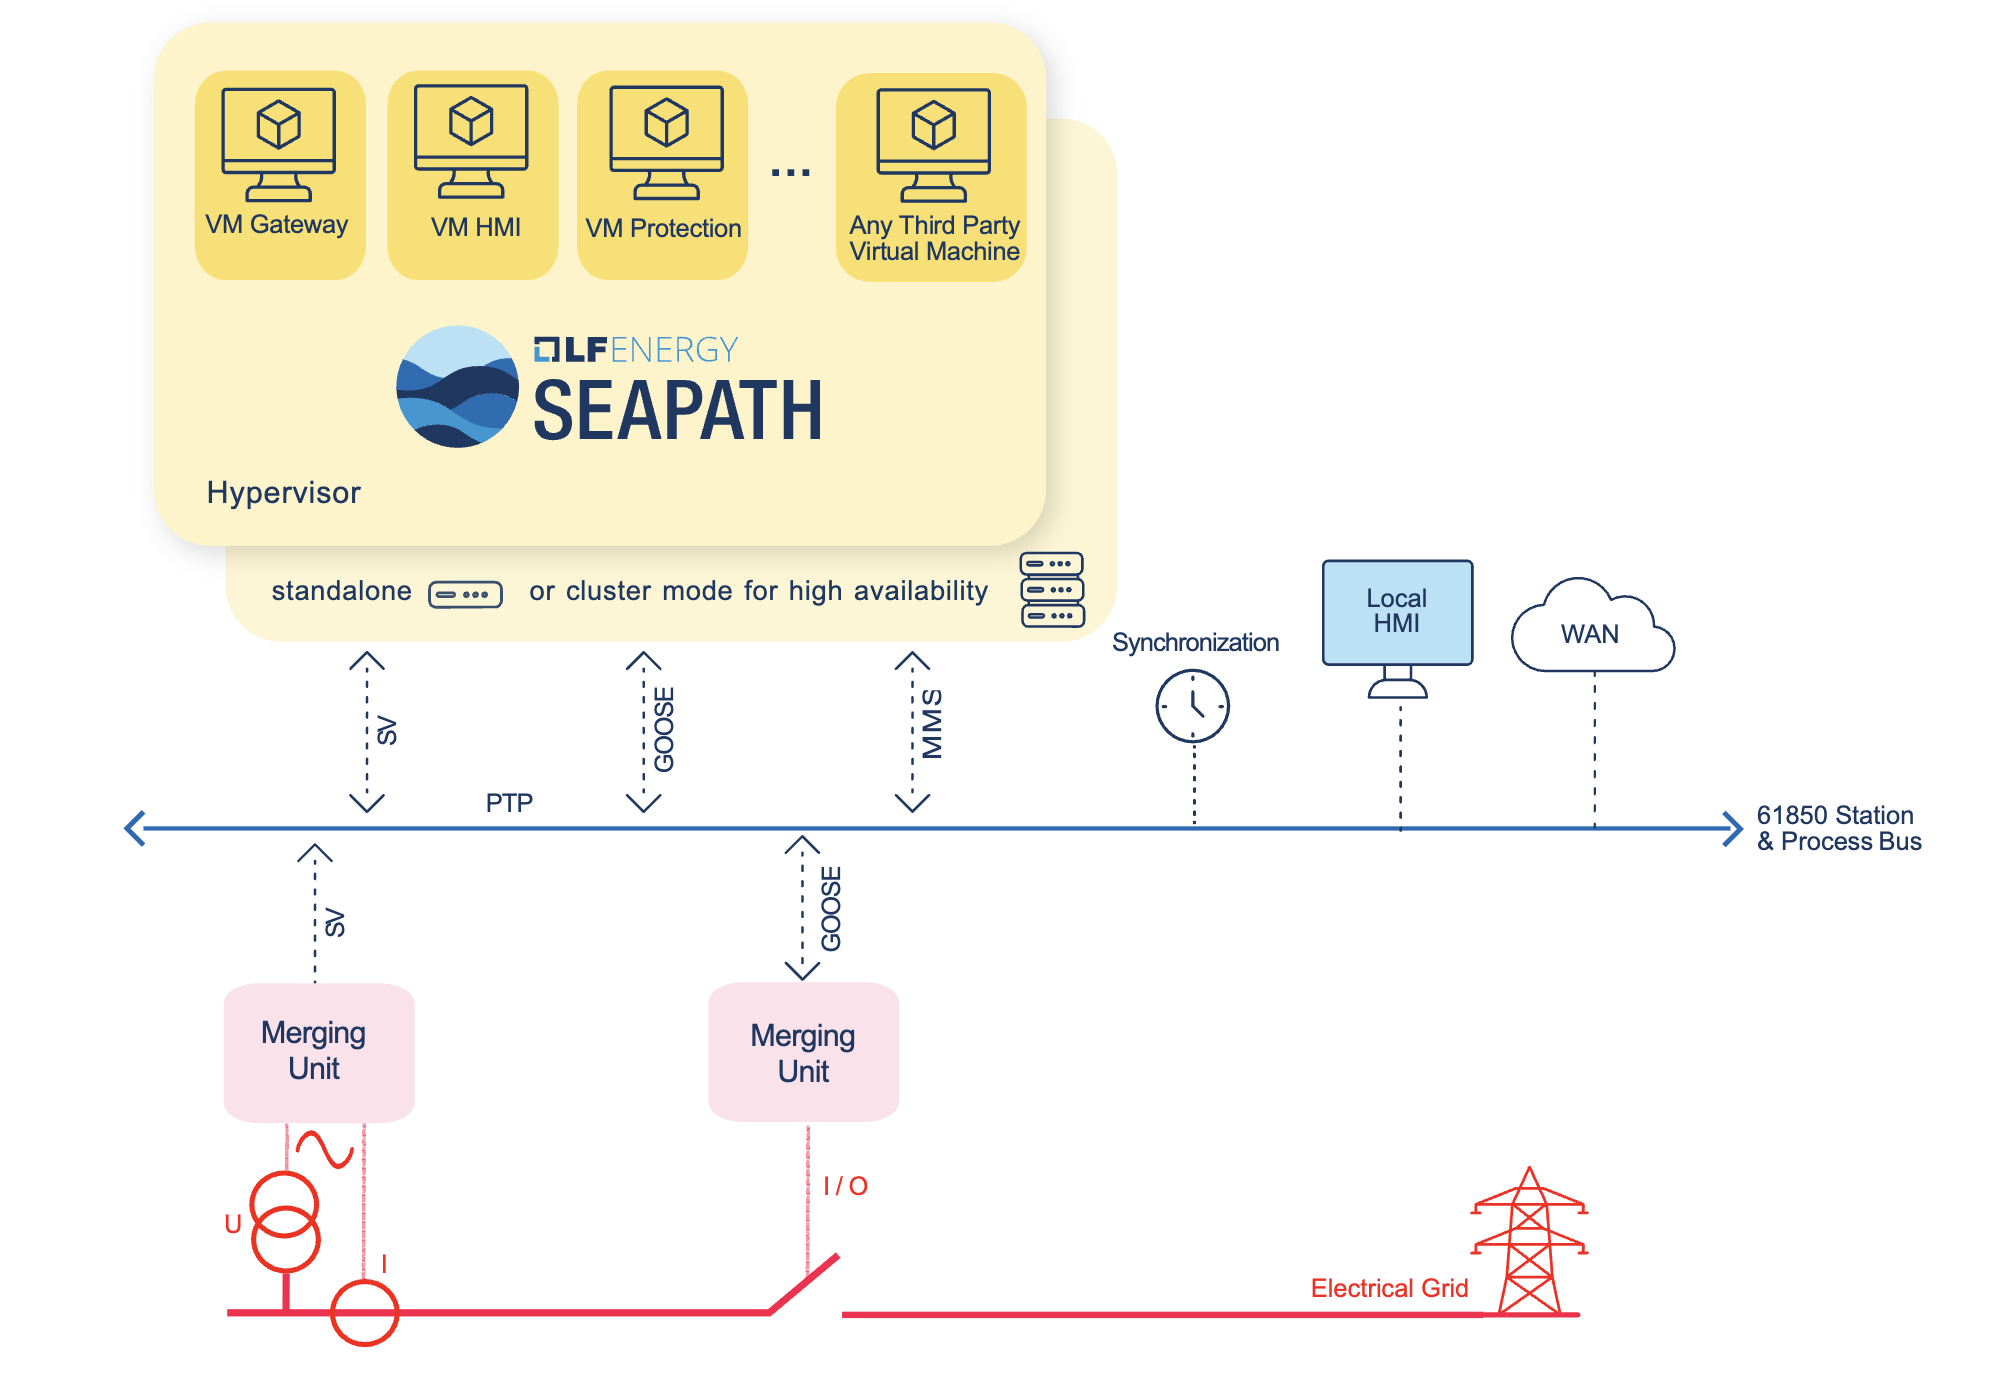 VM Gateway
VM HMI
VM Protection
...
Any Third Party
Virtual Machine
LFENERGY
SEAPATH
Hypervisor
standalone or cluster mode for high availability
Synchronization
Local
HMI
WAN
SV
GOOSE
MMS
PTP
61850 Station
& Process Bus
SV
GOOSE
Merging
Unit
Merging
Unit
I / O
U
I
Electrical Grid